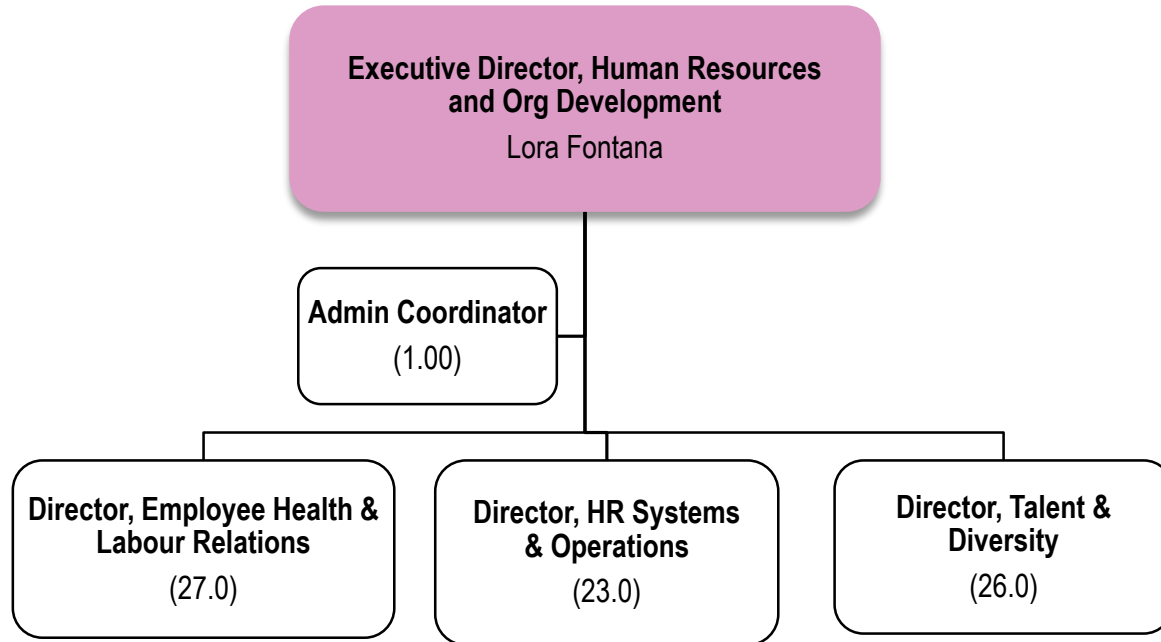 Executive Director, Human Resources
and Org Development
Lora Fontana
Admin Coordinator
(1.00)
Director, Employee Health &
Labour Relations
(27.0)
Director, HR Systems
& Operations
(23.0)
Director, Talent &
Diversity
(26.0)